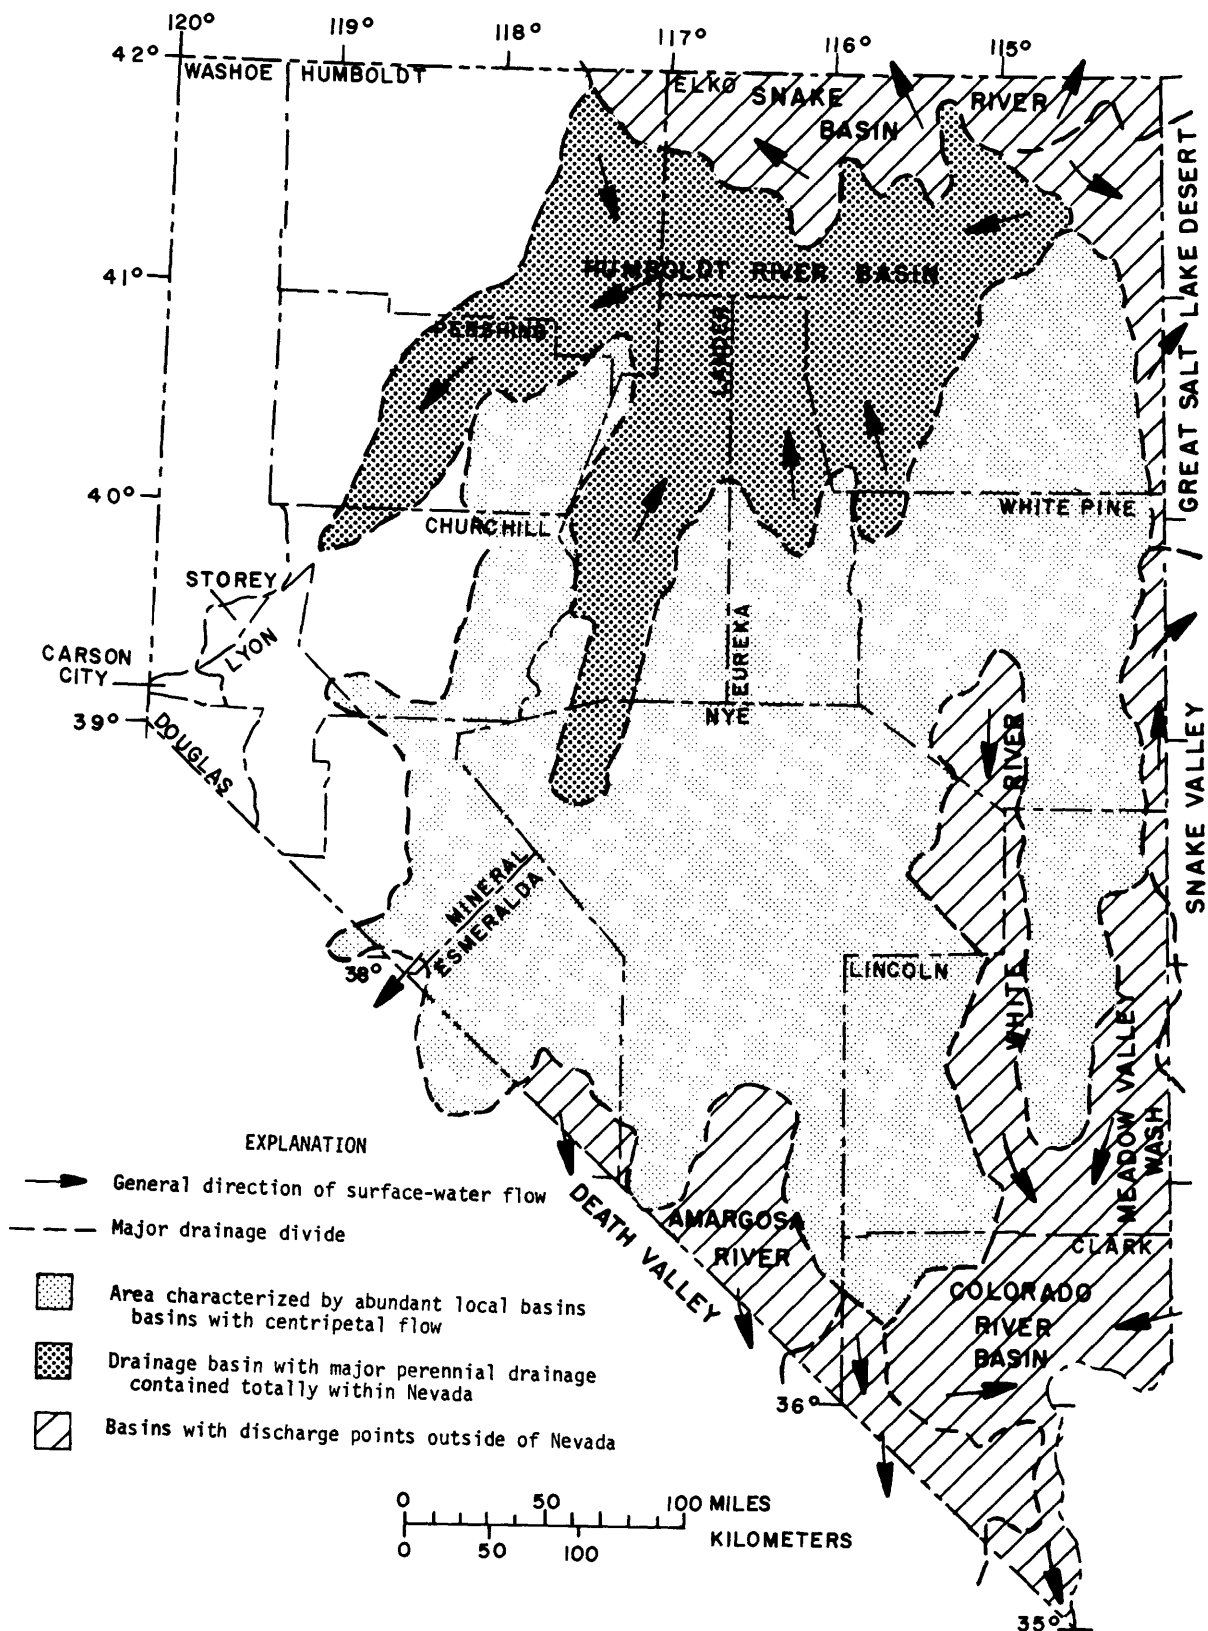 120°
119°
118°
117°
116°
115°
42°
WASHOE
HUMBOLDT
ELKO
SNAKE
RIVER
BASIN
GREAT SALT LAKE DESERT
41°
HUMBOLDT RIVER BASIN
PERSHING
LANDER
40°
CHURCHILL
WHITE PINE
STOREY
LYON
EUREKA
CARSON
CITY
39°
DOUGLAS
NYE
RIVER
WHITE
SNAKE VALLEY
MINERAL
ESMERALDA
38°
LINCOLN
MEADOW VALLEY
WASH
EXPLANATION
General direction of surface-water flow
Major drainage divide
Area characterized by abundant local basins
basins with centripetal flow
Drainage basin with major perennial drainage
contained totally within Nevada
Basins with discharge points outside of Nevada
DEATH VALLEY
AMARGOSA
RIVER
CLARK
COLORADO
RIVER
BASIN
36°
0 50 100 MILES
KILOMETERS
0 50 100
35°